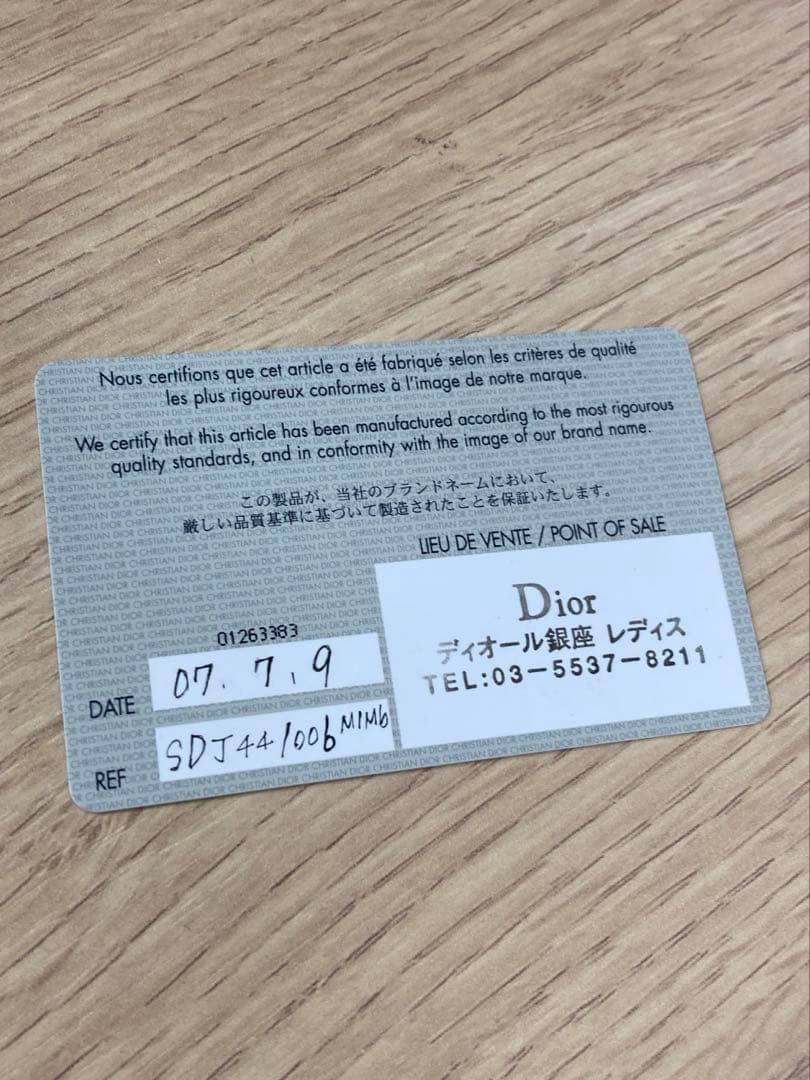 Nous certifions que cet article a été fabriqué selon les critères de qualité
les plus rigoureux conformes à l'image de notre marque.
We certify that this article has been manufactured according to the most rigourous
quality standards, and in conformity with the image of our brand name.
この製品が、当社のブランドネームにおいて、
厳しい品質基準に基づいて製造されたことを保証いたします。
LIEU DE VENTE / POINT OF SALE
Dior
ディオール銀座 レディス
TEL:03-5537-8211
01263383
DATE 07. 7. 9
REF SDJ441006 M1M6